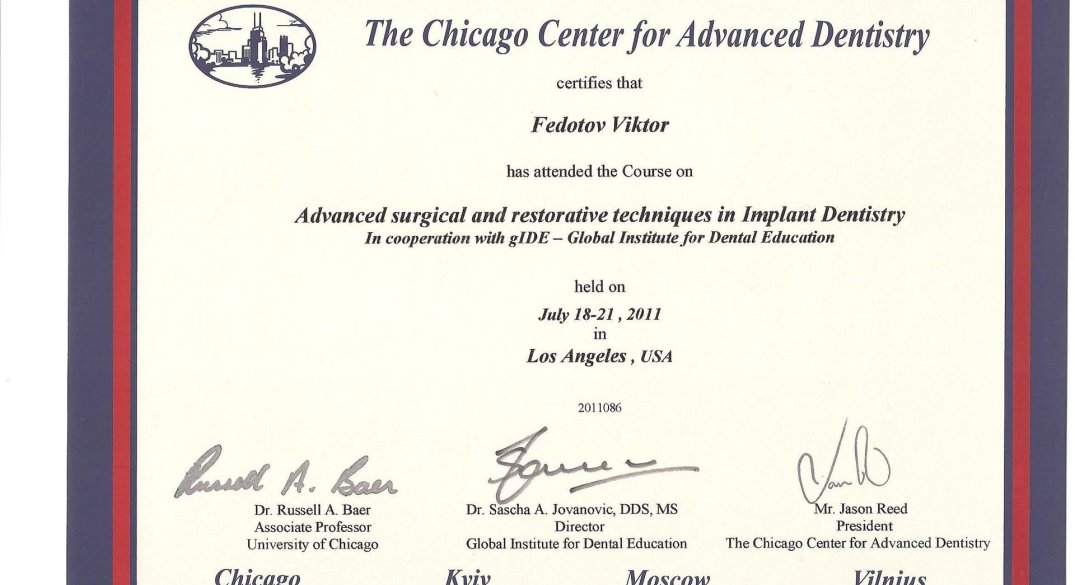 The Chicago Center for Advanced Dentistry
certifies that
Fedotov Viktor
has attended the Course on
Advanced surgical and restorative techniques in Implant Dentistry
In cooperation with gIDE – Global Institute for Dental Education
held on
July 18-21 , 2011
in
Los Angeles , USA
2011086
Russell A. Baer
Dr. Russell A. Baer
Associate Professor
University of Chicago
Dr. Sascha A. Jovanovic, DDS, MS
Director
Global Institute for Dental Education
Mr. Jason Reed
President
The Chicago Center for Advanced Dentistry
Chicago Kyiv Moscow Vilnius